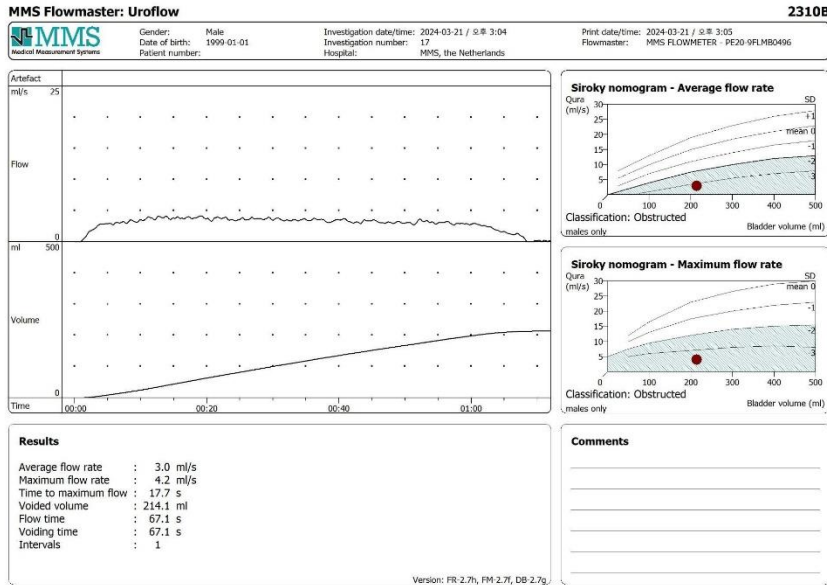 MMS Flowmaster: Uroflow 2310B
MMS
Medical Measurement Systems
Gender: Male
Date of birth: 1999-01-01
Patient number:
Investigation date/time: 2024-03-21 / 오후 3:04
Investigation number: 17
Hospital: MMS, the Netherlands
Print date/time: 2024-03-21 / 오후 3:05
Flowmaster: MMS FLOWMETER - PE20-9FLMB0496
Artefact
ml/s 25
Flow
0
ml 500
Volume
0
Time 00:00 00:20 00:40 01:00
Siroky nomogram - Average flow rate
Qura (ml/s) SD
30
25
20
15
10
5
+1
mean 0
-1
-2
-3
0 100 200 300 400 500
Classification: Obstructed
males only
Bladder volume (ml)
Siroky nomogram - Maximum flow rate
Qura (ml/s) SD
30
25
20
15
10
5
mean 0
-1
-2
-3
0 100 200 300 400 500
Classification: Obstructed
males only
Bladder volume (ml)
Results
Average flow rate : 3.0 ml/s
Maximum flow rate : 4.2 ml/s
Time to maximum flow : 17.7 s
Voided volume : 214.1 ml
Flow time : 67.1 s
Voiding time : 67.1 s
Intervals : 1
Version: FR-2.7h, FM-2.7f, DB-2.7g
Comments